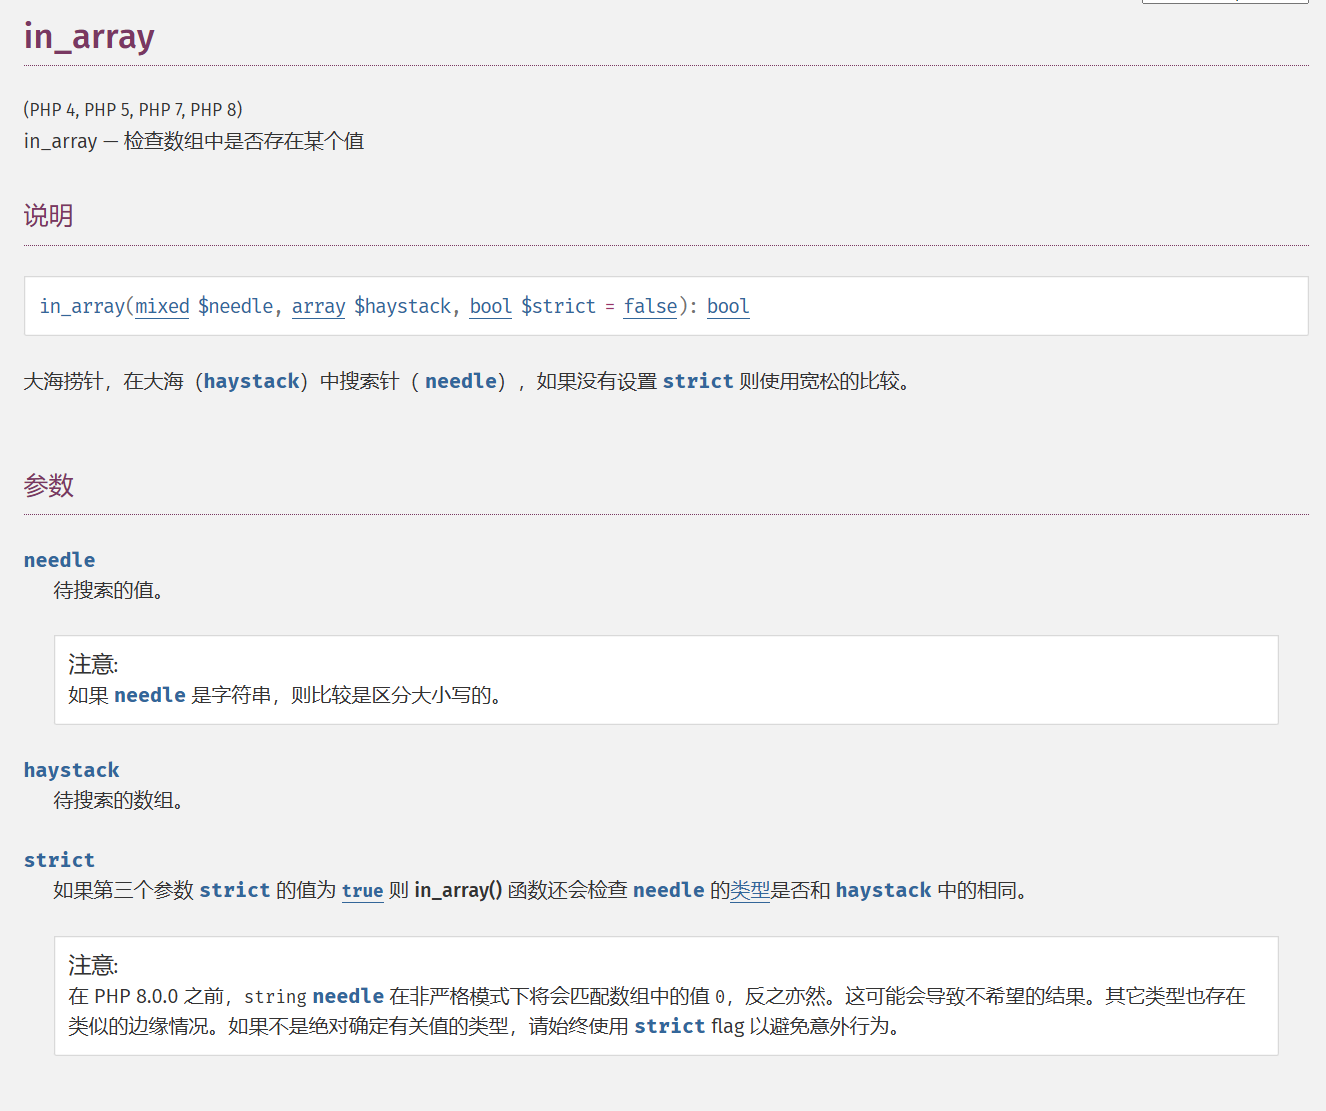 in_array
(PHP 4, PHP 5, PHP 7, PHP 8)
in_array — 检查数组中是否存在某个值
说明
in_array(mixed $needle, array $haystack, bool $strict = false): bool
大海捞针，在大海（haystack）中搜索针（ needle），如果没有设置 strict 则使用宽松的比较。
参数
needle
待搜索的值。
注意:
如果 needle 是字符串，则比较是区分大小写的。
haystack
待搜索的数组。
strict
如果第三个参数 strict 的值为 true 则 in_array() 函数还会检查 needle 的类型是否和 haystack 中的相同。
注意:
在 PHP 8.0.0 之前，string needle 在非严格模式下将会匹配数组中的值 0，反之亦然。这可能会导致不希望的结果。其它类型也存在
类似的边缘情况。如果不是绝对确定有关值的类型，请始终使用 strict flag 以避免意外行为。